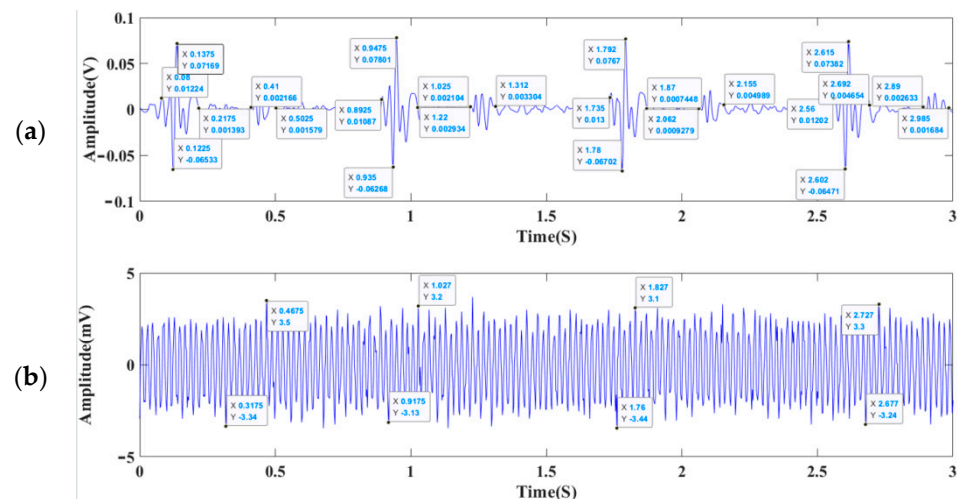 (a)
Amplitude(V)
0.1
0.05
0
−0.05
−0.1
X 0.1375
Y 0.07169
X 0.08
Y 0.01224
X 0.2175
Y 0.001393
X 0.1225
Y -0.06533
X 0.41
Y 0.002166
X 0.5025
Y 0.001579
X 0.8925
Y 0.01087
X 0.9475
Y 0.07801
X 0.935
Y -0.06268
X 1.025
Y 0.002104
X 1.22
Y 0.002934
X 1.312
Y 0.003304
X 1.735
Y 0.013
X 1.78
Y -0.06702
X 1.792
Y 0.0767
X 1.87
Y 0.0007448
X 2.062
Y 0.0009279
X 2.155
Y 0.004989
X 2.56
Y 0.01202
X 2.602
Y -0.06471
X 2.615
Y 0.07382
X 2.692
Y 0.004654
X 2.89
Y 0.002633
X 2.985
Y 0.001684
0 0.5 1 1.5 2 2.5 3
Time(S)
(b)
Amplitude(mV)
5
0
−5
X 0.4675
Y 3.5
X 0.3175
Y -3.34
X 1.027
Y 3.2
X 0.9175
Y -3.13
X 1.827
Y 3.1
X 1.76
Y -3.44
X 2.727
Y 3.3
X 2.677
Y -3.24
0 0.5 1 1.5 2 2.5 3
Time(S)